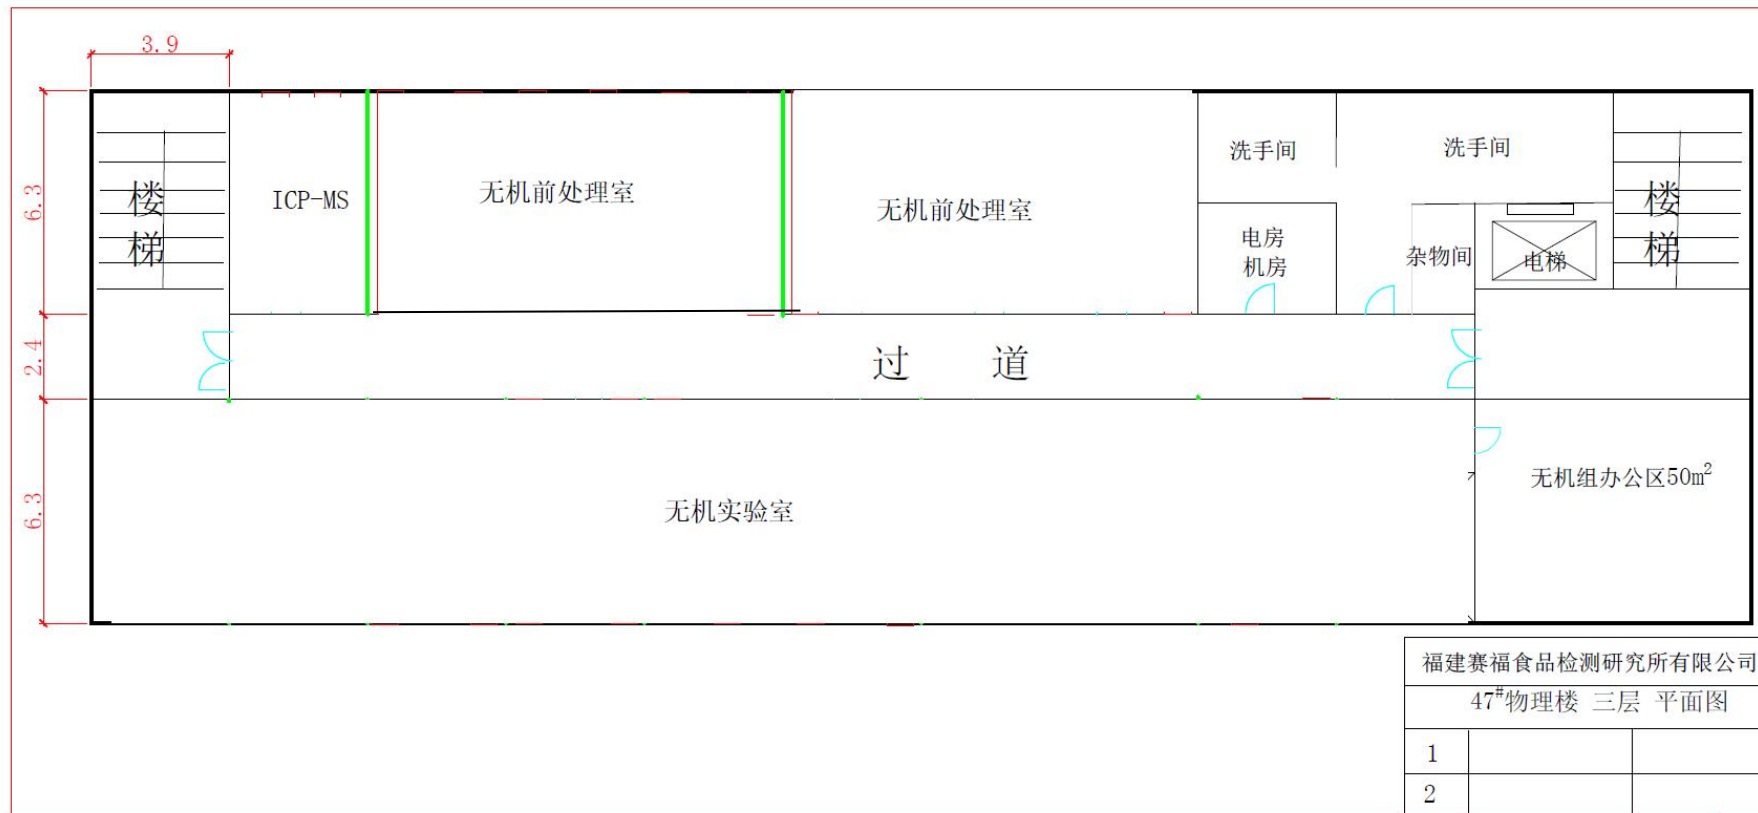 3.9
6.3
2.4
6.3
楼梯
ICP-MS
无机前处理室
无机前处理室
洗手间
洗手间
电房
机房
杂物间
电梯
楼梯
过 道
无机实验室
无机组办公区50m²
福建赛福食品检测研究所有限公司
47#物理楼 三层 平面图
1
2